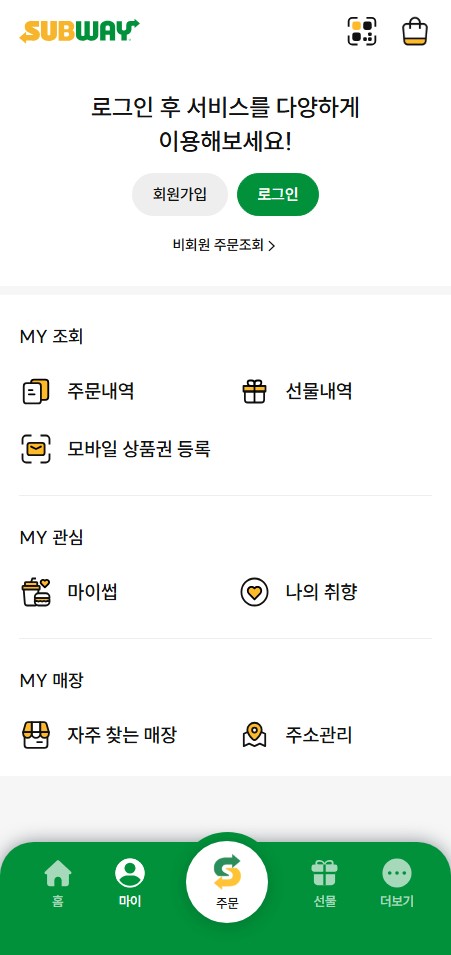 SUBWAY
로그인 후 서비스를 다양하게
이용해보세요!
회원가입
로그인
비회원 주문조회 >
MY 조회
주문내역
선물내역
모바일 상품권 등록
MY 관심
마이썹
나의 취향
MY 매장
자주 찾는 매장
주소관리
홈
마이
주문
선물
더보기